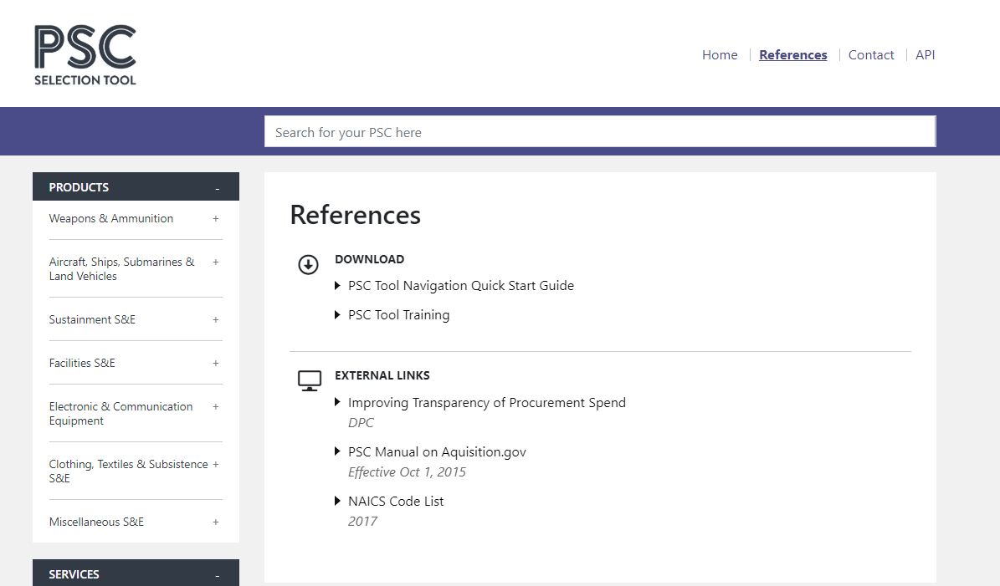 PSC
SELECTION TOOL
Home
References
Contact
API
Search for your PSC here
PRODUCTS -
Weapons & Ammunition +
Aircraft, Ships, Submarines & +
Land Vehicles
Sustainment S&E +
Facilities S&E +
Electronic & Communication +
Equipment
Clothing, Textiles & Subsistence +
S&E
Miscellaneous S&E +
SERVICES -
References
DOWNLOAD
PSC Tool Navigation Quick Start Guide
PSC Tool Training
EXTERNAL LINKS
Improving Transparency of Procurement Spend
DPC
PSC Manual on Aquisition.gov
Effective Oct 1, 2015
NAICS Code List
2017